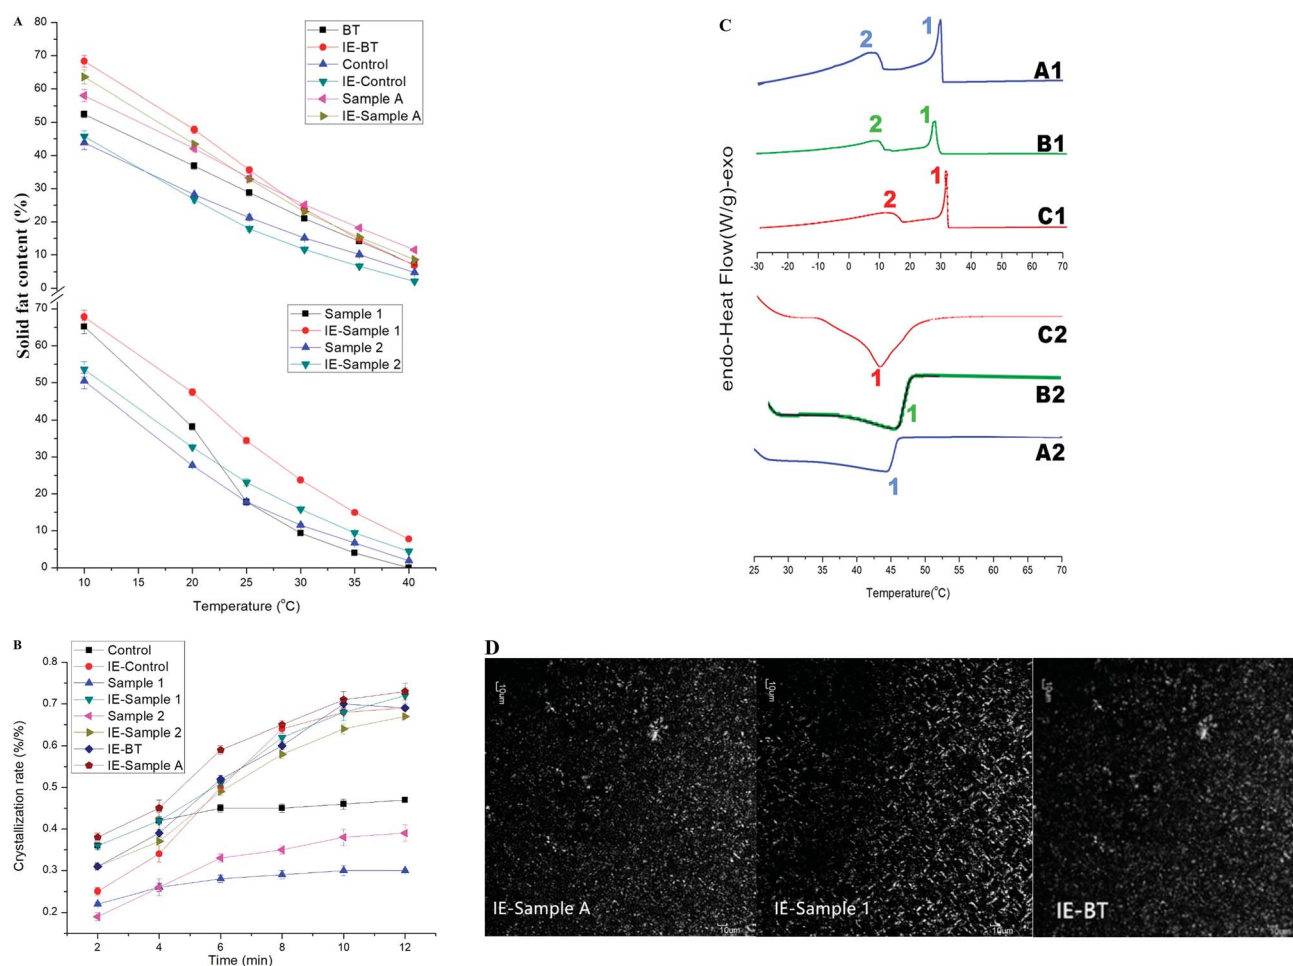 A
Solid fat content (%)
80
70
60
50
40
30
20
10
0
BT
IE-BT
Control
IE-Control
Sample A
IE-Sample A
70
60
50
40
30
20
10
0
Sample 1
IE-Sample 1
Sample 2
IE-Sample 2
10 15 20 25 30 35 40
Temperature (°C)
B
Crystallization rate (%/%)
0.8
0.7
0.6
0.5
0.4
0.3
0.2
Control
IE-Control
Sample 1
IE-Sample 1
Sample 2
IE-Sample 2
IE-BT
IE-Sample A
2 4 6 8 10 12
Time (min)
C
endo-Heat Flow(W/g)-exo
2 1 A1
2 1 B1
2 1 C1
-30 -20 -10 0 10 20 30 40 50 60 70
1 C2
1 B2
1 A2
25 30 35 40 45 50 55 60 65 70
Temperature(°C)
D
10um
IE-Sample A
10um
10um
IE-Sample 1
10um
10um
IE-BT
10um